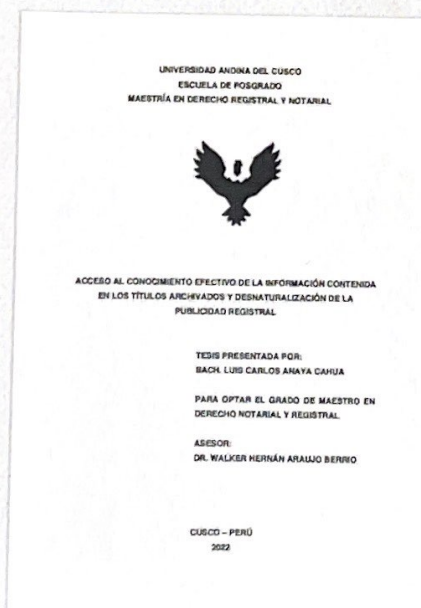 UNIVERSIDAD ANDINA DEL CUSCO
ESCUELA DE POSGRADO
MAESTRÍA EN DERECHO REGISTRAL Y NOTARIAL
ACCESO AL CONOCIMIENTO EFECTIVO DE LA INFORMACIÓN CONTENIDA
EN LOS TÍTULOS ARCHIVADOS Y DESNATURALIZACIÓN DE LA
PUBLICIDAD REGISTRAL
TESIS PRESENTADA POR:
BACH. LUIS CARLOS ANAYA CAHUA
PARA OPTAR EL GRADO DE MAESTRO EN
DERECHO NOTARIAL Y REGISTRAL
ASESOR:
DR. WALKER HERNÁN ARAUJO BERRIO
CUSCO – PERÚ
2022